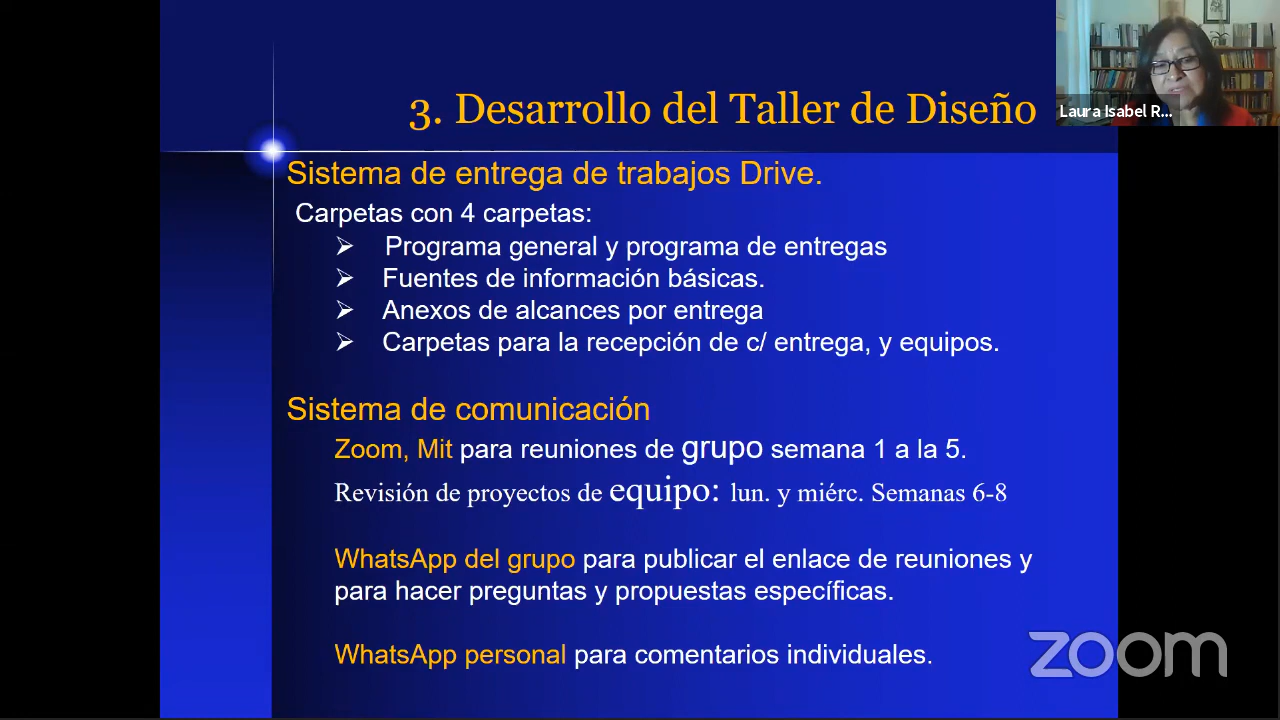 3. Desarrollo del Taller de Diseño
Laura Isabel R...
Sistema de entrega de trabajos Drive.
Carpetas con 4 carpetas:
Programa general y programa de entregas
Fuentes de información básicas.
Anexos de alcances por entrega
Carpetas para la recepción de c/ entrega, y equipos.
Sistema de comunicación
Zoom, Mit para reuniones de grupo semana 1 a la 5.
Revisión de proyectos de equipo: lun. y miérc. Semanas 6-8
WhatsApp del grupo para publicar el enlace de reuniones y
para hacer preguntas y propuestas específicas.
WhatsApp personal para comentarios individuales.
zoom